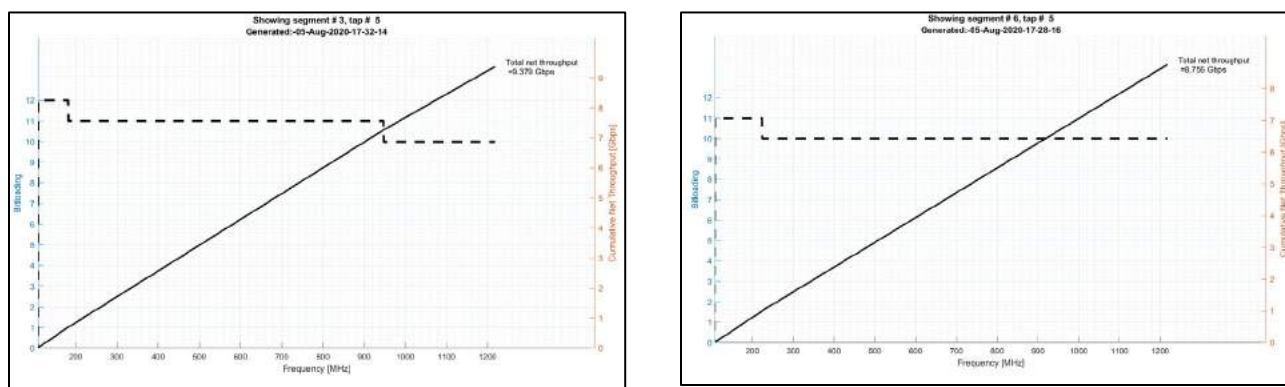 Showing segment # 3, tap # 5
Generated:-05-Aug-2020-17-32-14
Total net throughput
=9.379 Gbps
12
11
10
9
8
7
6
5
4
3
2
1
0
Bitloading
9
8
7
6
5
4
3
2
1
0
Cumulative Net Throughput [Gbps]
200 300 400 500 600 700 800 900 1000 1100 1200
Frequency [MHz]
Showing segment # 6, tap # 5
Generated:-05-Aug-2020-17-28-16
Total net throughput
=8.756 Gbps
12
11
10
9
8
7
6
5
4
3
2
1
0
Bitloading
8
7
6
5
4
3
2
1
0
Cumulative Net Throughput [Gbps]
200 300 400 500 600 700 800 900 1000 1100 1200
Frequency [MHz]